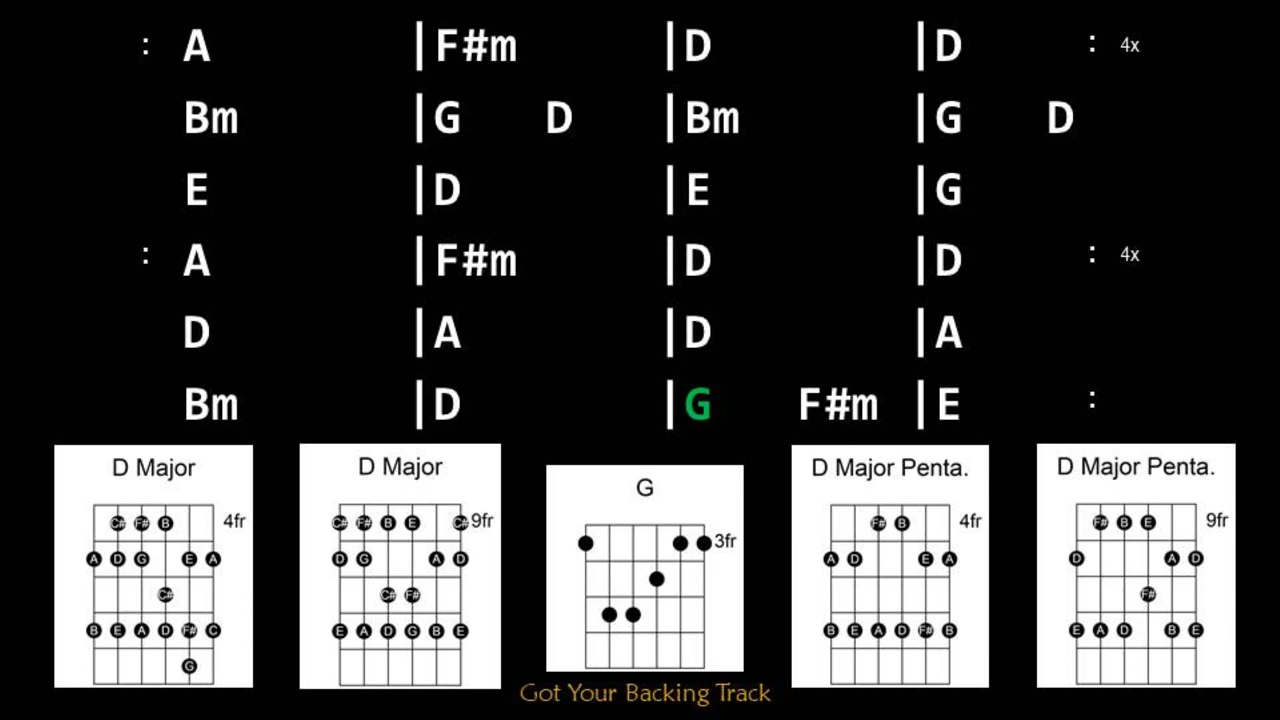 : A |F#m |D |D : 4x
Bm |G D |Bm |G D
E |D |E |G
: A |F#m |D |D : 4x
D |A |D |A
Bm |D |G F#m |E :
D Major D Major G D Major Penta. D Major Penta.
4fr 9fr 3fr 4fr 9fr
C# F# B
A D G E A
C#
B E A D F# C
G
C# F# B E C#
D G A D
C# F#
E A D G B E
F# B
A D E A
B E A D F# B
F# B E
D A D
F#
E A D B E
Got Your Backing Track